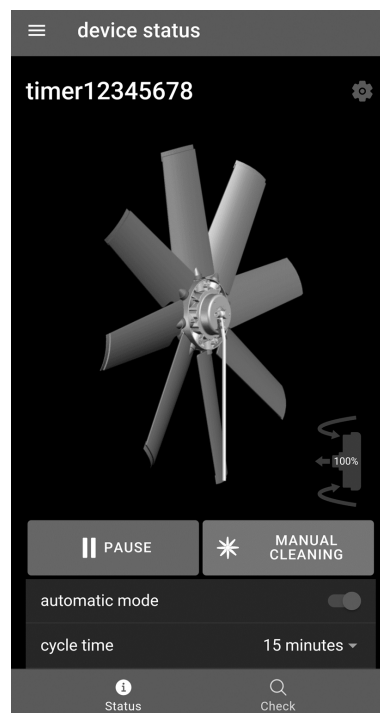 device status
timer12345678
100%
PAUSE
MANUAL
CLEANING
automatic mode
cycle time 15 minutes
Status Check